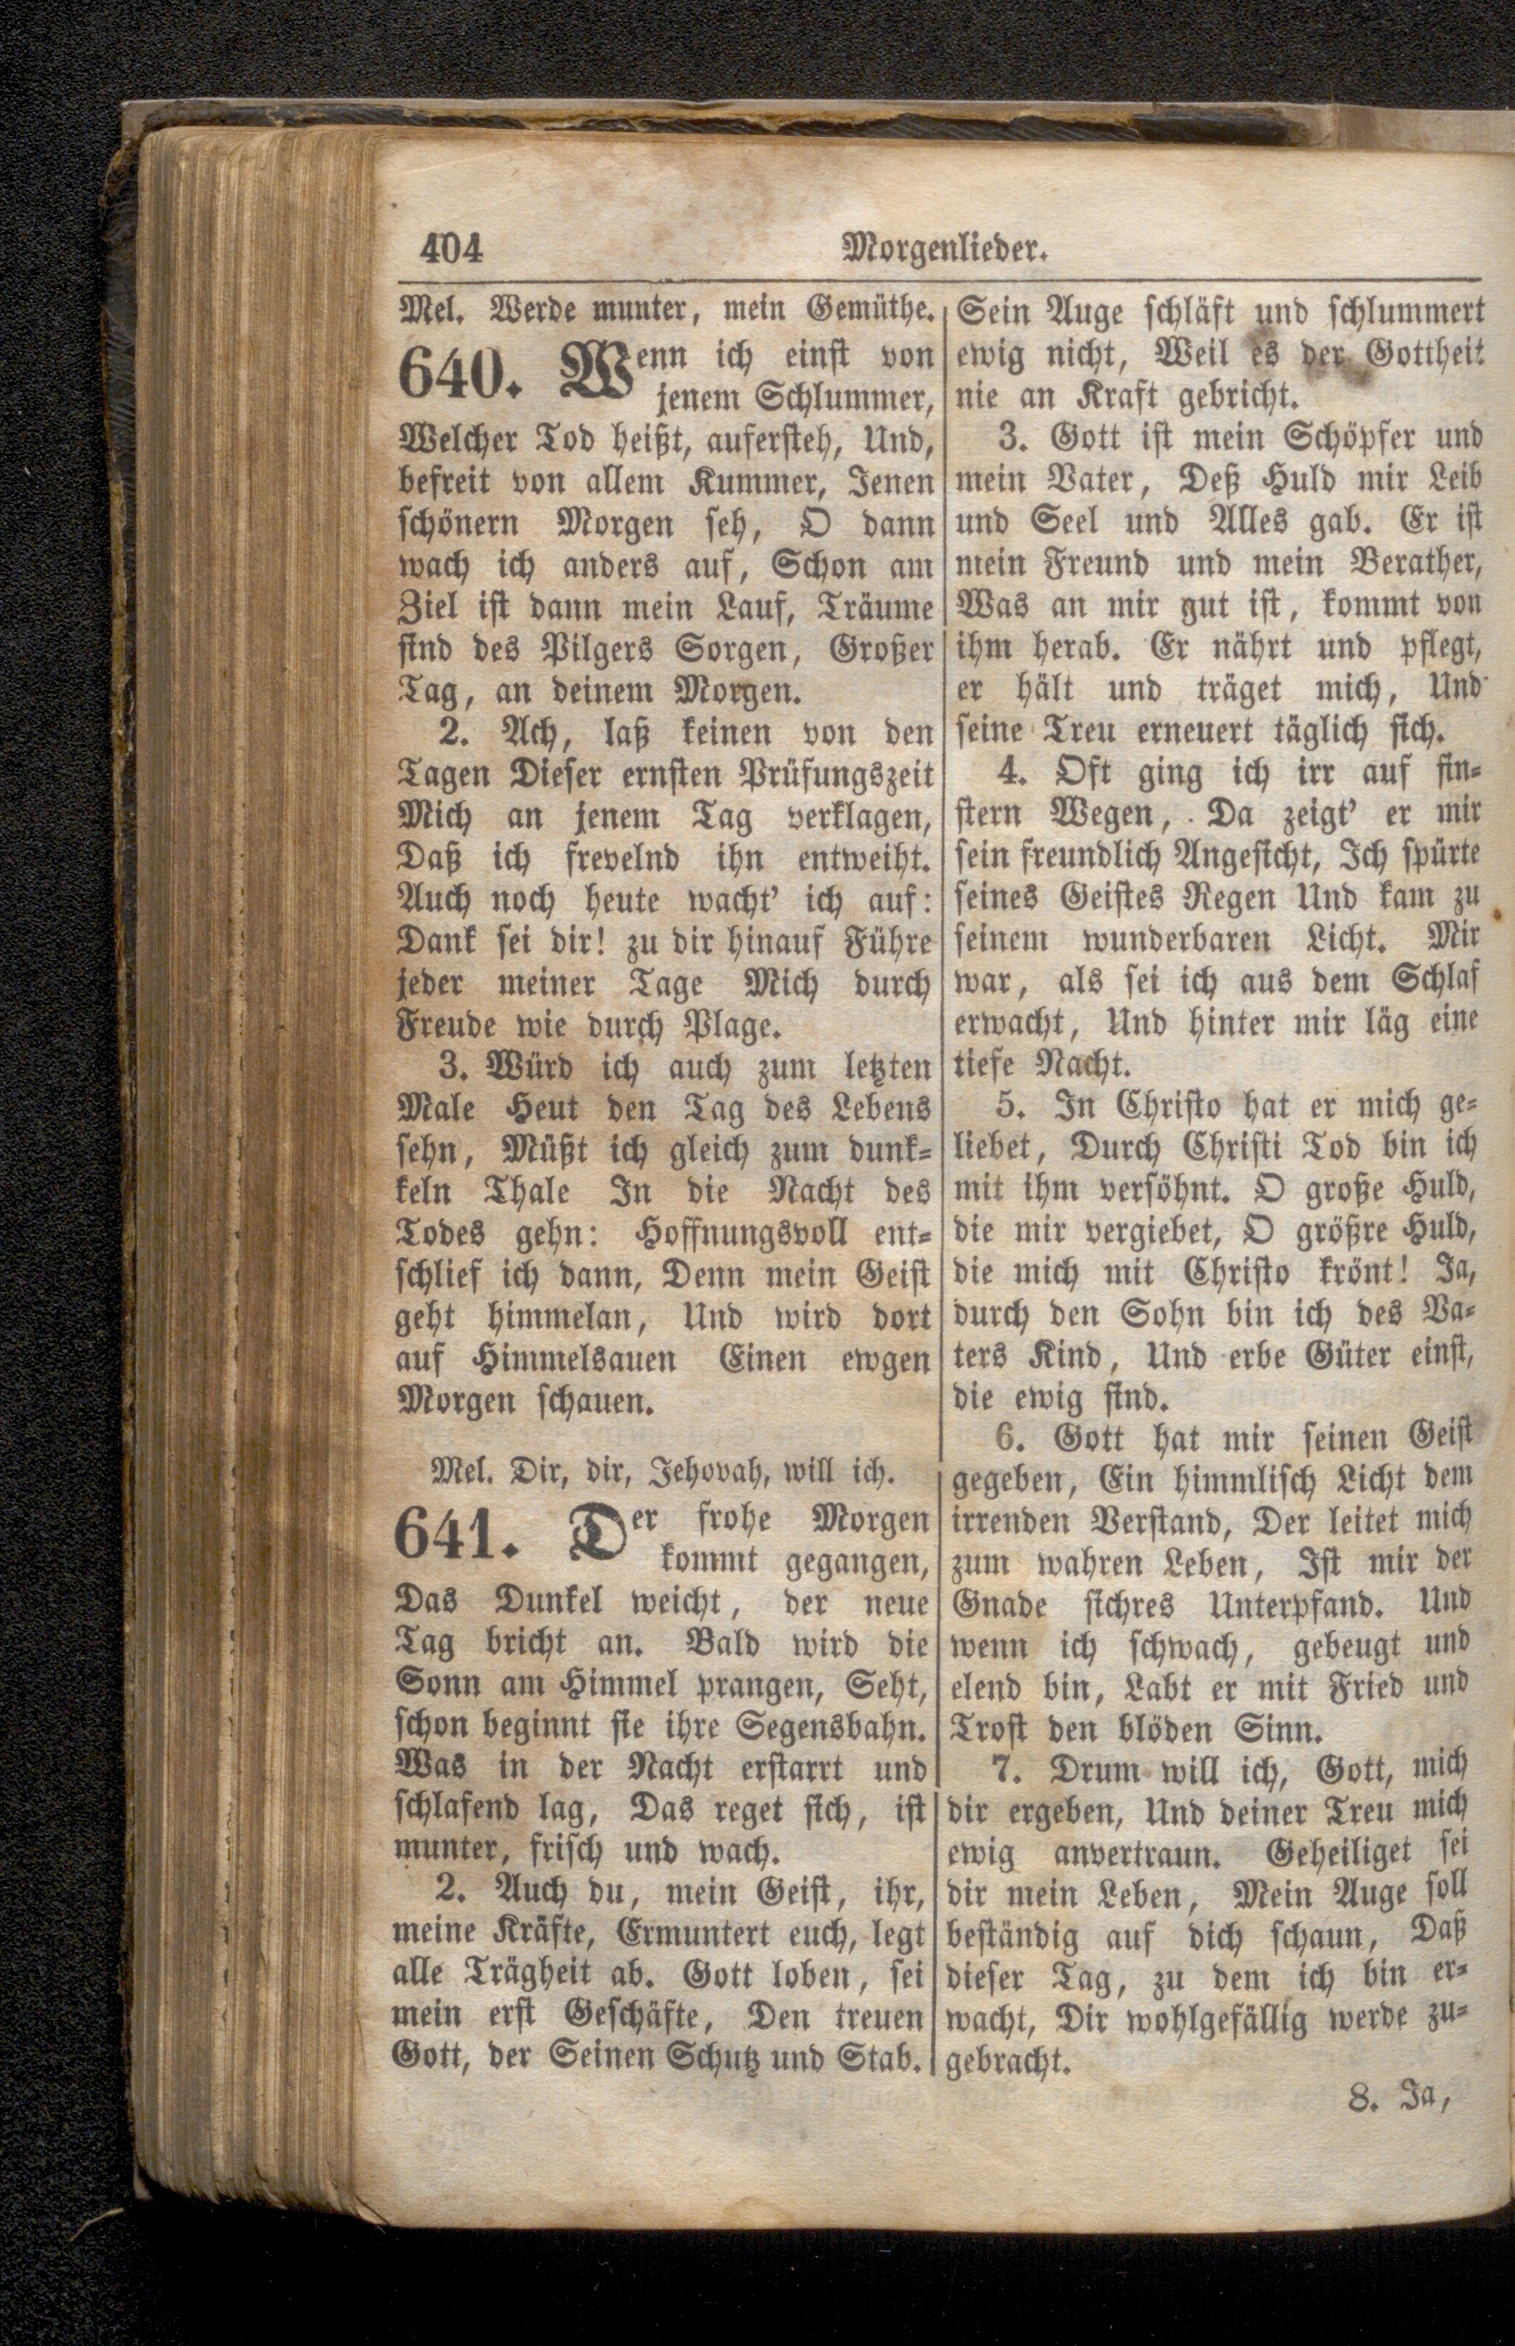 404
Morgenlieder.
Mel. Werde munter, mein Gemüthe.
640. Wenn ich einst von
jenem Schlummer,
Welcher Tod heißt, aufersteh, Und,
befreit von allem Kummer, Jenen
schönern Morgen seh, O dann
wach ich anders auf, Schon am
Ziel ist dann mein Lauf, Träume
sind des Pilgers Sorgen, Großer
Tag, an deinem Morgen.
2. Ach, laß keinen von den
Tagen Dieser ernsten Prüfungszeit
Mich an jenem Tag verklagen,
Daß ich frevelnd ihn entweiht.
Auch noch heute wacht' ich auf:
Dank sei dir! zu dir hinauf Führe
jeder meiner Tage Mich durch
Freude wie durch Plage.
3. Würd ich auch zum letzten
Male Heut den Tag des Lebens
sehn, Müßt ich gleich zum dunk-
keln Thale In die Nacht des
Todes gehn: Hoffnungsvoll ent-
schlief ich dann, Denn mein Geist
geht himmelan, Und wird dort
auf Himmelsauen Einen ewgen
Morgen schauen.
Mel. Dir, dir, Jehovah, will ich.
641. Der frohe Morgen
kommt gegangen,
Das Dunkel weicht, der neue
Tag bricht an. Bald wird die
Sonn am Himmel prangen, Seht,
schon beginnt sie ihre Segensbahn.
Was in der Nacht erstarrt und
schlafend lag, Das reget sich, ist
munter, frisch und wach.
2. Auch du, mein Geist, ihr,
meine Kräfte, Ermuntert euch, legt
alle Trägheit ab. Gott loben, sei
mein erst Geschäfte, Den treuen
Gott, der Seinen Schutz und Stab.
Sein Auge schläft und schlummert
ewig nicht, Weil es der Gottheit
nie an Kraft gebricht.
3. Gott ist mein Schöpfer und
mein Vater, Deß Huld mir Leib
und Seel und Alles gab. Er ist
mein Freund und mein Berather,
Was an mir gut ist, kommt von
ihm herab. Er nährt und pflegt,
er hält und träget mich, Und
seine Treu erneuert täglich sich.
4. Oft ging ich irr auf fin-
stern Wegen, Da zeigt' er mir
sein freundlich Angesicht, Ich spürte
seines Geistes Regen Und kam zu
seinem wunderbaren Licht. Mir
war, als sei ich aus dem Schlaf
erwacht, Und hinter mir läg eine
tiefe Nacht.
5. In Christo hat er mich ge-
liebet, Durch Christi Tod bin ich
mit ihm versöhnt. O große Huld,
die mir vergiebet, O größre Huld,
die mich mit Christo krönt! Ja,
durch den Sohn bin ich des Va-
ters Kind, Und erbe Güter einst,
die ewig sind.
6. Gott hat mir seinen Geist
gegeben, Ein himmlisch Licht dem
irrenden Verstand, Der leitet mich
zum wahren Leben, Ist mir der
Gnade sichres Unterpfand. Und
wenn ich schwach, gebeugt und
elend bin, Labt er mit Fried und
Trost den blöden Sinn.
7. Drum will ich, Gott, mich
dir ergeben, Und deiner Treu mich
ewig anvertraun. Geheiliget sei
dir mein Leben, Mein Auge soll
beständig auf dich schaun, Daß
dieser Tag, zu dem ich bin er-
wacht, Dir wohlgefällig werde zu-
gebracht.
8. Ja,